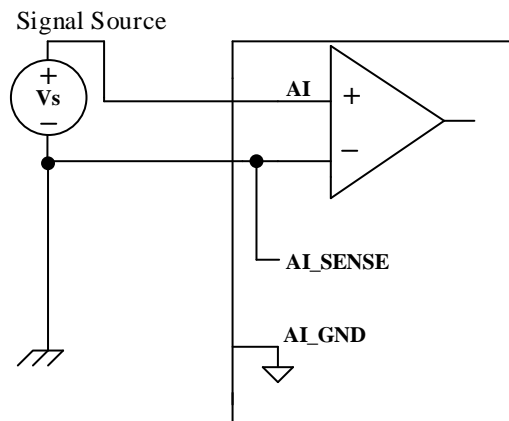 Signal Source
+
Vs
−
AI
+
−
AI_SENSE
AI_GND